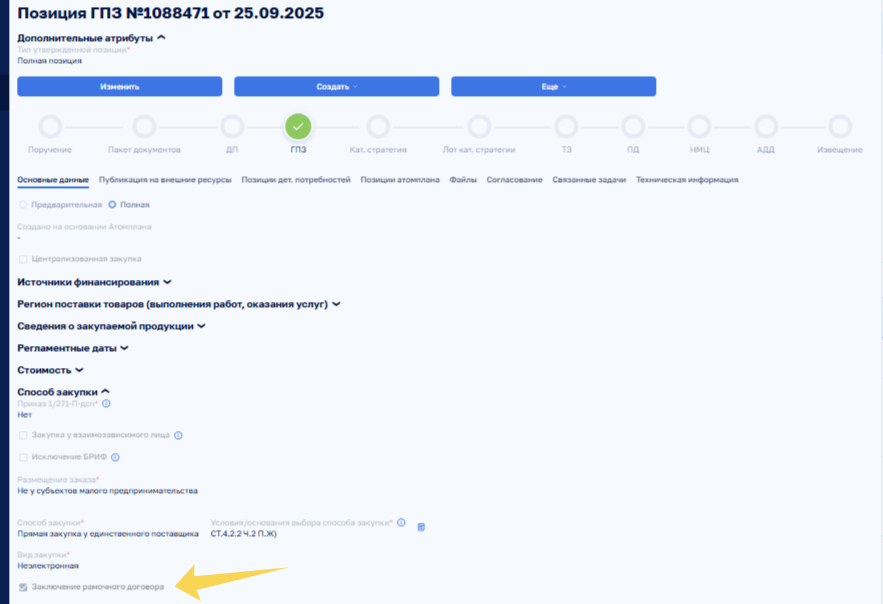 Позиция ГПЗ №1088471 от 25.09.2025
Дополнительные атрибуты
Тип утвержденной позиции*
Полная позиция
Изменить Создать Еще
Поручение Пакет документов ДП ГПЗ Кат. стратегия Лот кат. стратегии ТЗ ПД НМЦ АДД Извещение
Основные данные Публикация на внешние ресурсы Позиции дет. потребностей Позиции атомплана Файлы Согласование Связанные задачи Техническая информация
Предварительная Полная
Создано на основании Атомплана
-
Централизованная закупка
Источники финансирования
Регион поставки товаров (выполнения работ, оказания услуг)
Сведения о закупаемой продукции
Регламентные даты
Стоимость
Способ закупки
Приказ 1/271-П-дсп*
Нет
Закупка у взаимозависимого лица
Исключение БРИФ
Размещение заказа*
Не у субъектов малого предпринимательства
Способ закупки* Условия/основания выбора способа закупки*
Прямая закупка у единственного поставщика СТ.4.2.2 Ч.2 П.Ж)
Вид закупки*
Неэлектронная
Заключение рамочного договора